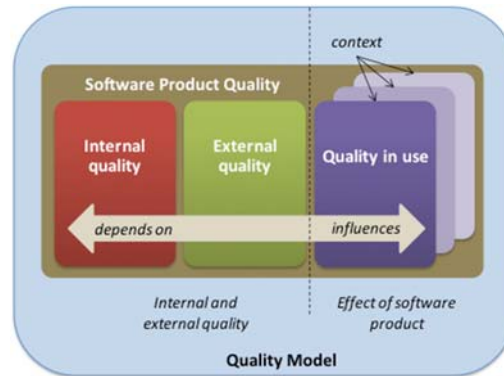 context
Software Product Quality
Internal
quality
External
quality
Quality in use
depends on
influences
Internal and
external quality
Effect of software
product
Quality Model